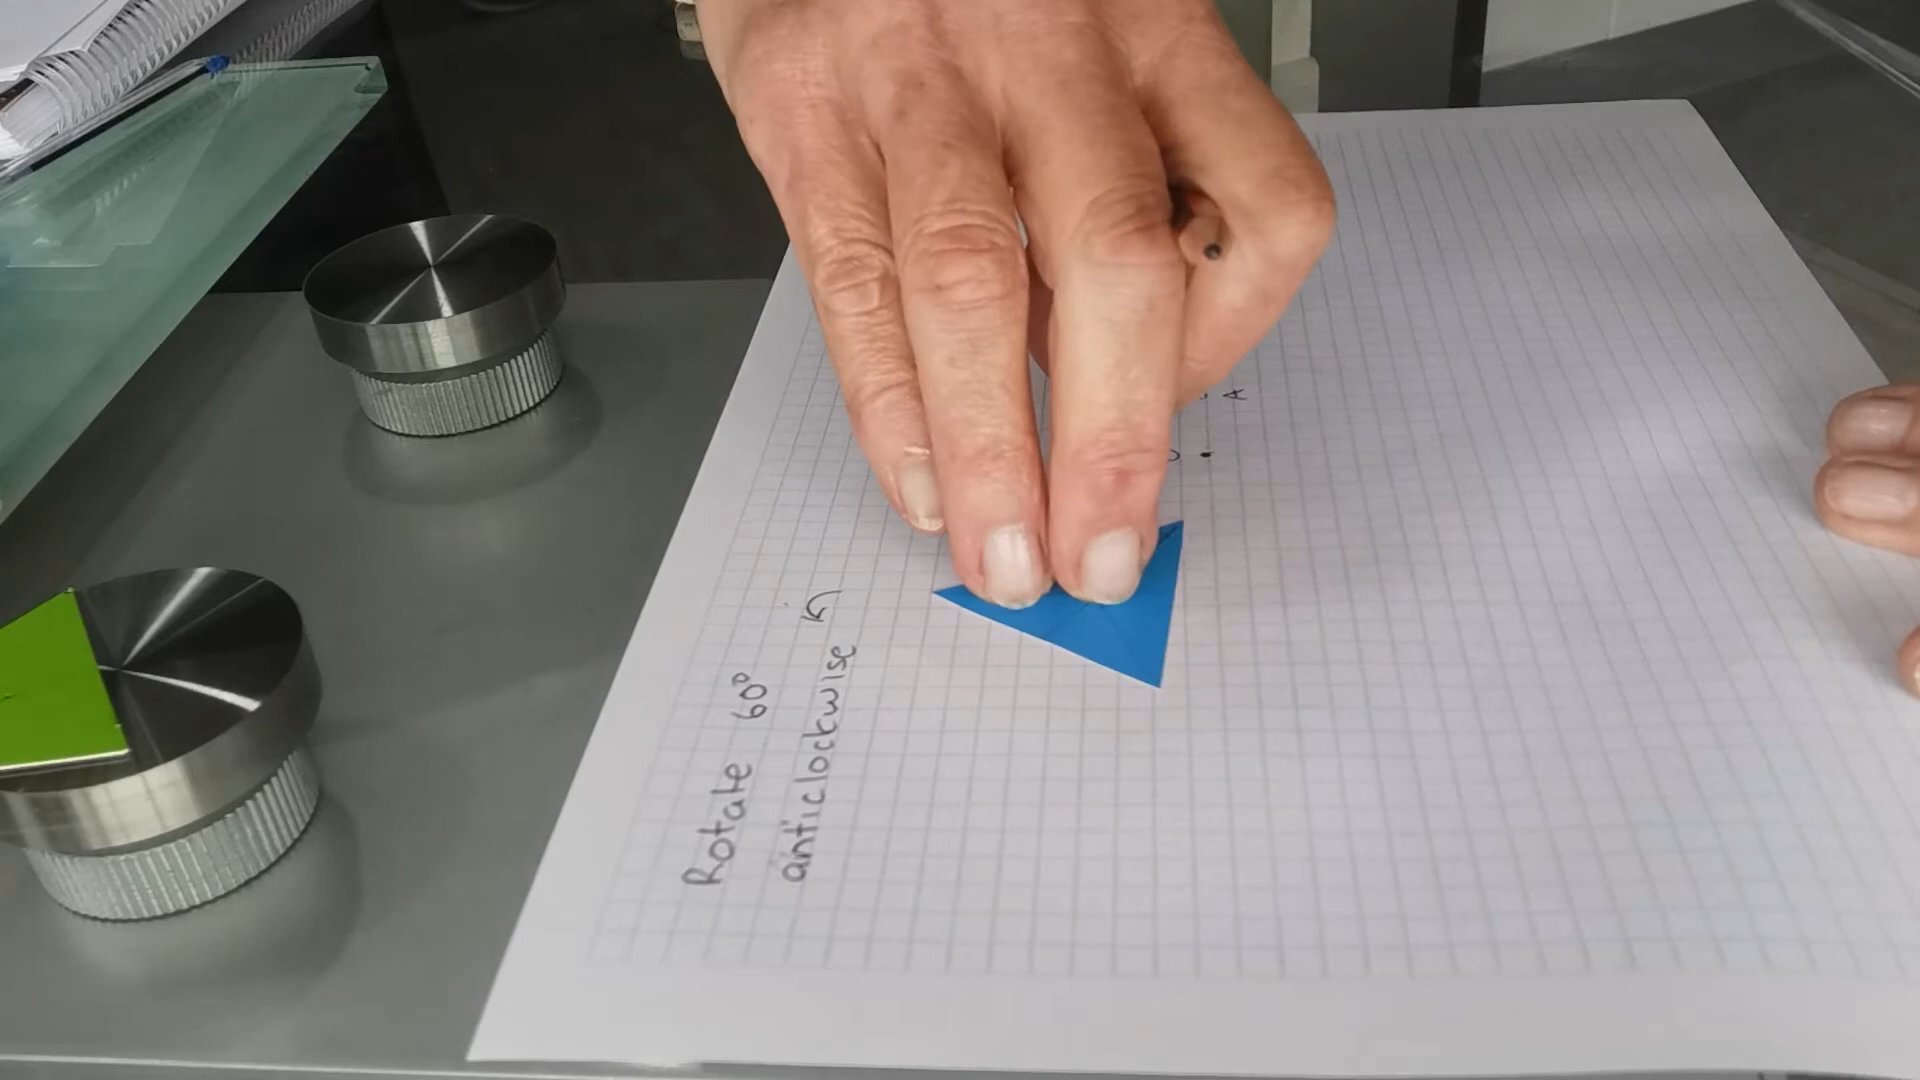 Rotate 60°
anticlockwise ↺
A